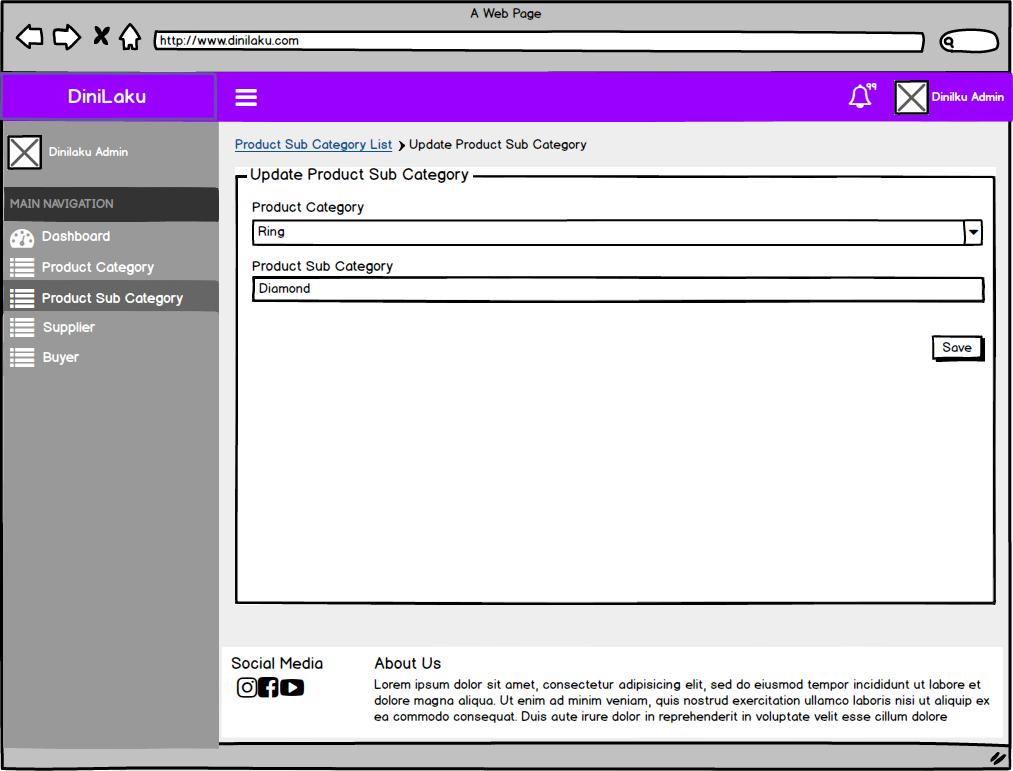 A Web Page
http://www.dinilaku.com
DiniLaku
99
Dinilku Admin
Dinilaku Admin
MAIN NAVIGATION
Dashboard
Product Category
Product Sub Category
Supplier
Buyer
Product Sub Category List > Update Product Sub Category
Update Product Sub Category
Product Category
Ring
Product Sub Category
Diamond
Save
Social Media
About Us
Lorem ipsum dolor sit amet, consectetur adipisicing elit, sed do eiusmod tempor incididunt ut labore et
dolore magna aliqua. Ut enim ad minim veniam, quis nostrud exercitation ullamco laboris nisi ut aliquip ex
ea commodo consequat. Duis aute irure dolor in reprehenderit in voluptate velit esse cillum dolore